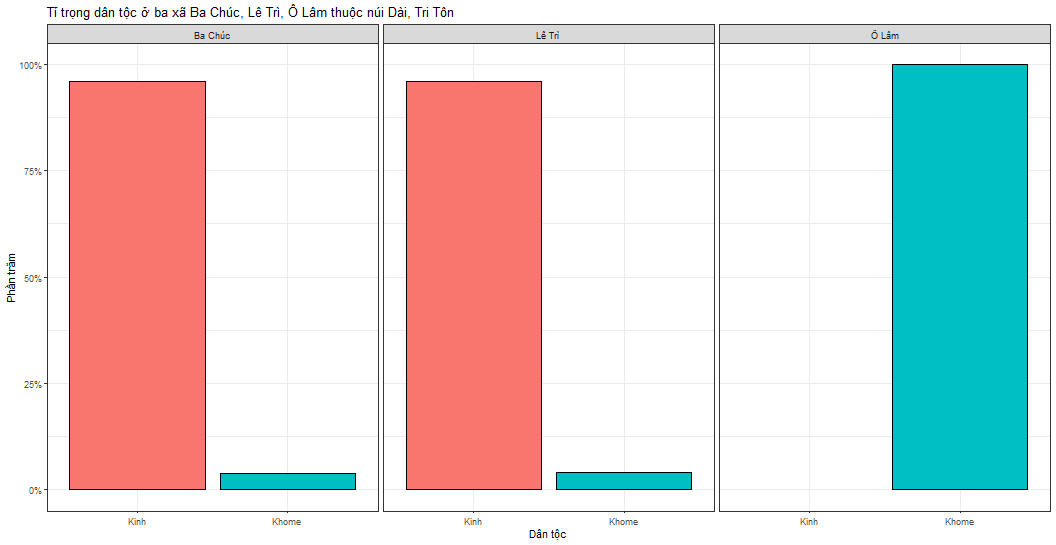 Tỉ trọng dân tộc ở ba xã Ba Chúc, Lê Trì, Ô Lâm thuộc núi Dài, Tri Tôn
Ba Chúc
Lê Trì
Ô Lâm
Phần trăm
100%
75%
50%
25%
0%
Kinh
Khome
Kinh
Khome
Kinh
Khome
Dân tộc